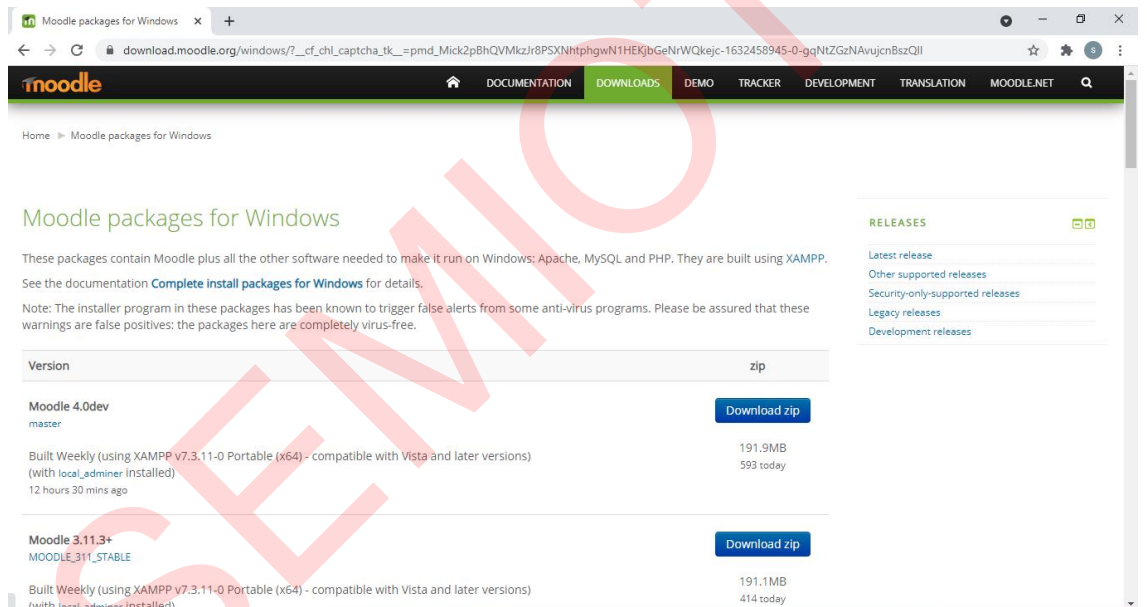 Moodle packages for Windows
download.moodle.org/windows/?__cf_chl_captcha_tk__=pmd_Mick2pBhQVMkzJr8PSXNhtphgwN1HEKjbGeNrWQkejc-1632458945-0-gqNtZGzNAvujcnBszQlI
S
moodle
DOCUMENTATION DOWNLOADS DEMO TRACKER DEVELOPMENT TRANSLATION MOODLE.NET
Home Moodle packages for Windows
Moodle packages for Windows
These packages contain Moodle plus all the other software needed to make it run on Windows: Apache, MySQL and PHP. They are built using XAMPP.
See the documentation Complete install packages for Windows for details.
Note: The installer program in these packages has been known to trigger false alerts from some anti-virus programs. Please be assured that these
warnings are false positives: the packages here are completely virus-free.
Version zip
Moodle 4.0dev
master
Download zip
Built Weekly (using XAMPP v7.3.11-0 Portable (x64) - compatible with Vista and later versions)
(with local_adminer installed)
12 hours 30 mins ago
191.9MB
593 today
Moodle 3.11.3+
MOODLE_311_STABLE
Download zip
Built Weekly (using XAMPP v7.3.11-0 Portable (x64) - compatible with Vista and later versions)
(with local_adminer installed)
191.1MB
414 today
RELEASES
Latest release
Other supported releases
Security-only-supported releases
Legacy releases
Development releases
SEMIO